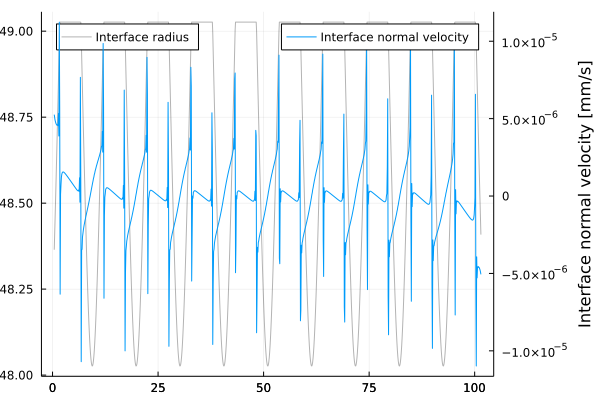 49.00
48.75
48.50
48.25
48.00
Interface radius
Interface normal velocity
1.0×10⁻⁵
5.0×10⁻⁶
0
−5.0×10⁻⁶
−1.0×10⁻⁵
Interface normal velocity [mm/s]
0 25 50 75 100